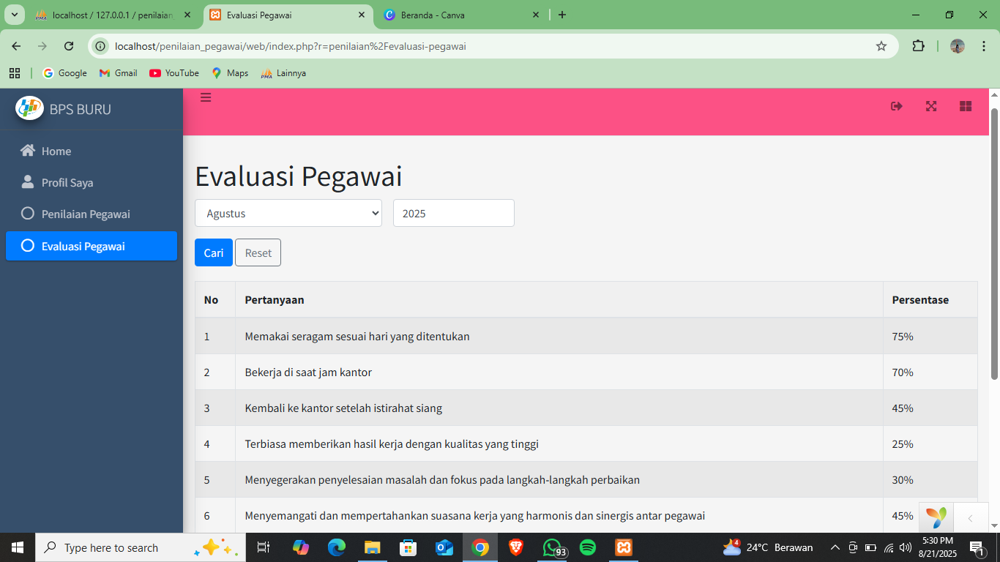 localhost / 127.0.0.1 / penilaian
Evaluasi Pegawai
Beranda - Canva
localhost/penilaian_pegawai/web/index.php?r=penilaian%2Fevaluasi-pegawai
Google
Gmail
YouTube
Maps
Lainnya
BPS BURU
Home
Profil Saya
Penilaian Pegawai
Evaluasi Pegawai
Evaluasi Pegawai
Agustus 2025
Cari Reset
No Pertanyaan Persentase
1 Memakai seragam sesuai hari yang ditentukan 75%
2 Bekerja di saat jam kantor 70%
3 Kembali ke kantor setelah istirahat siang 45%
4 Terbiasa memberikan hasil kerja dengan kualitas yang tinggi 25%
5 Menyegerakan penyelesaian masalah dan fokus pada langkah-langkah perbaikan 30%
6 Menyemangati dan mempertahankan suasana kerja yang harmonis dan sinergis antar pegawai 45%
Type here to search
93
4
24°C Berawan
5:30 PM
8/21/2025
1